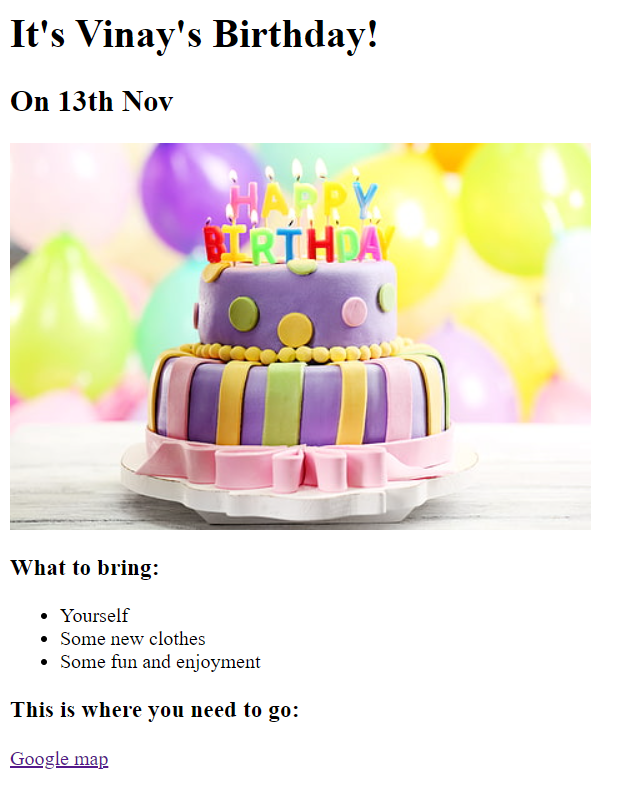 It's Vinay's Birthday!
On 13th Nov
HAPPY
BIRTHDAY
What to bring:
Yourself
Some new clothes
Some fun and enjoyment
This is where you need to go:
Google map